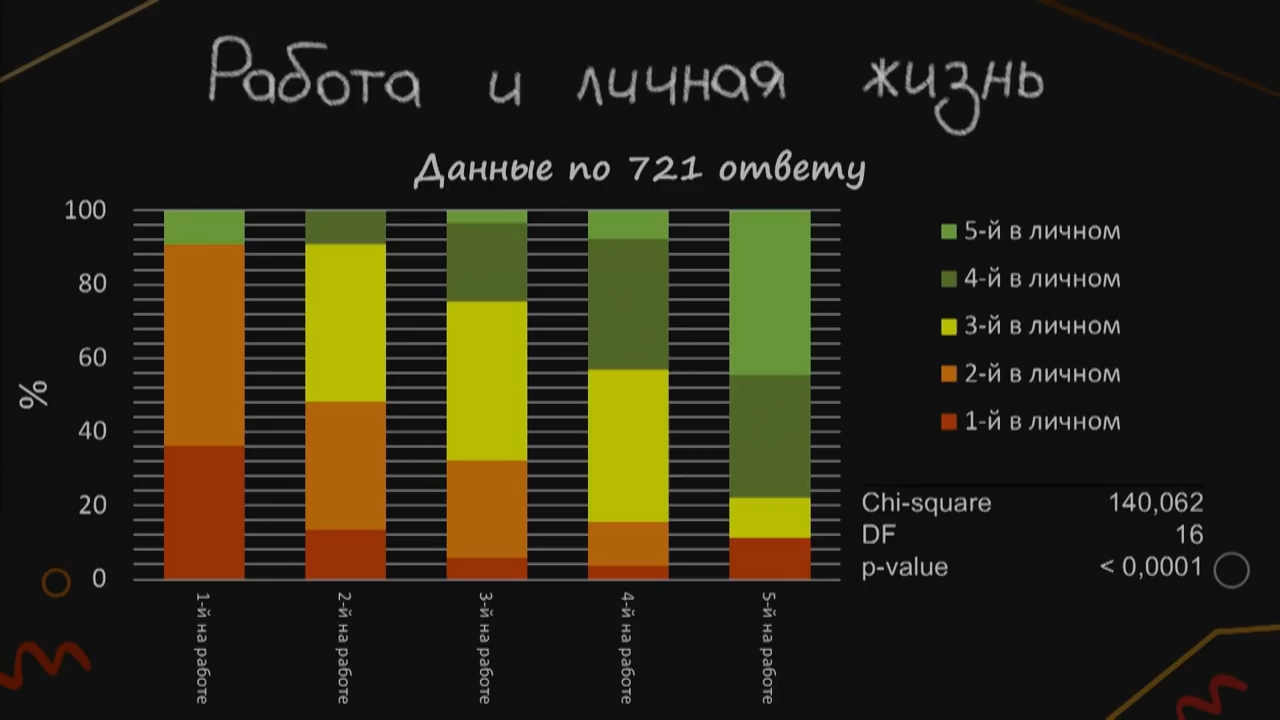 Работа и личная жизнь
Данные по 721 ответу
100
80
60
40
20
0
%
1-й на работе
2-й на работе
3-й на работе
4-й на работе
5-й на работе
5-й в личном
4-й в личном
3-й в личном
2-й в личном
1-й в личном
Chi-square 140,062
DF 16
p-value < 0,0001